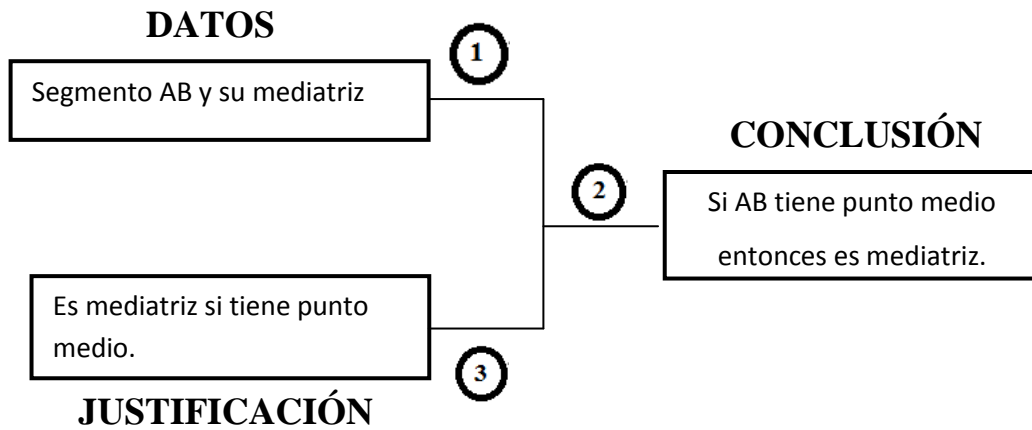 DATOS
1
Segmento AB y su mediatriz
CONCLUSIÓN
2
Si AB tiene punto medio
entonces es mediatriz.
Es mediatriz si tiene punto
medio.
3
JUSTIFICACIÓN